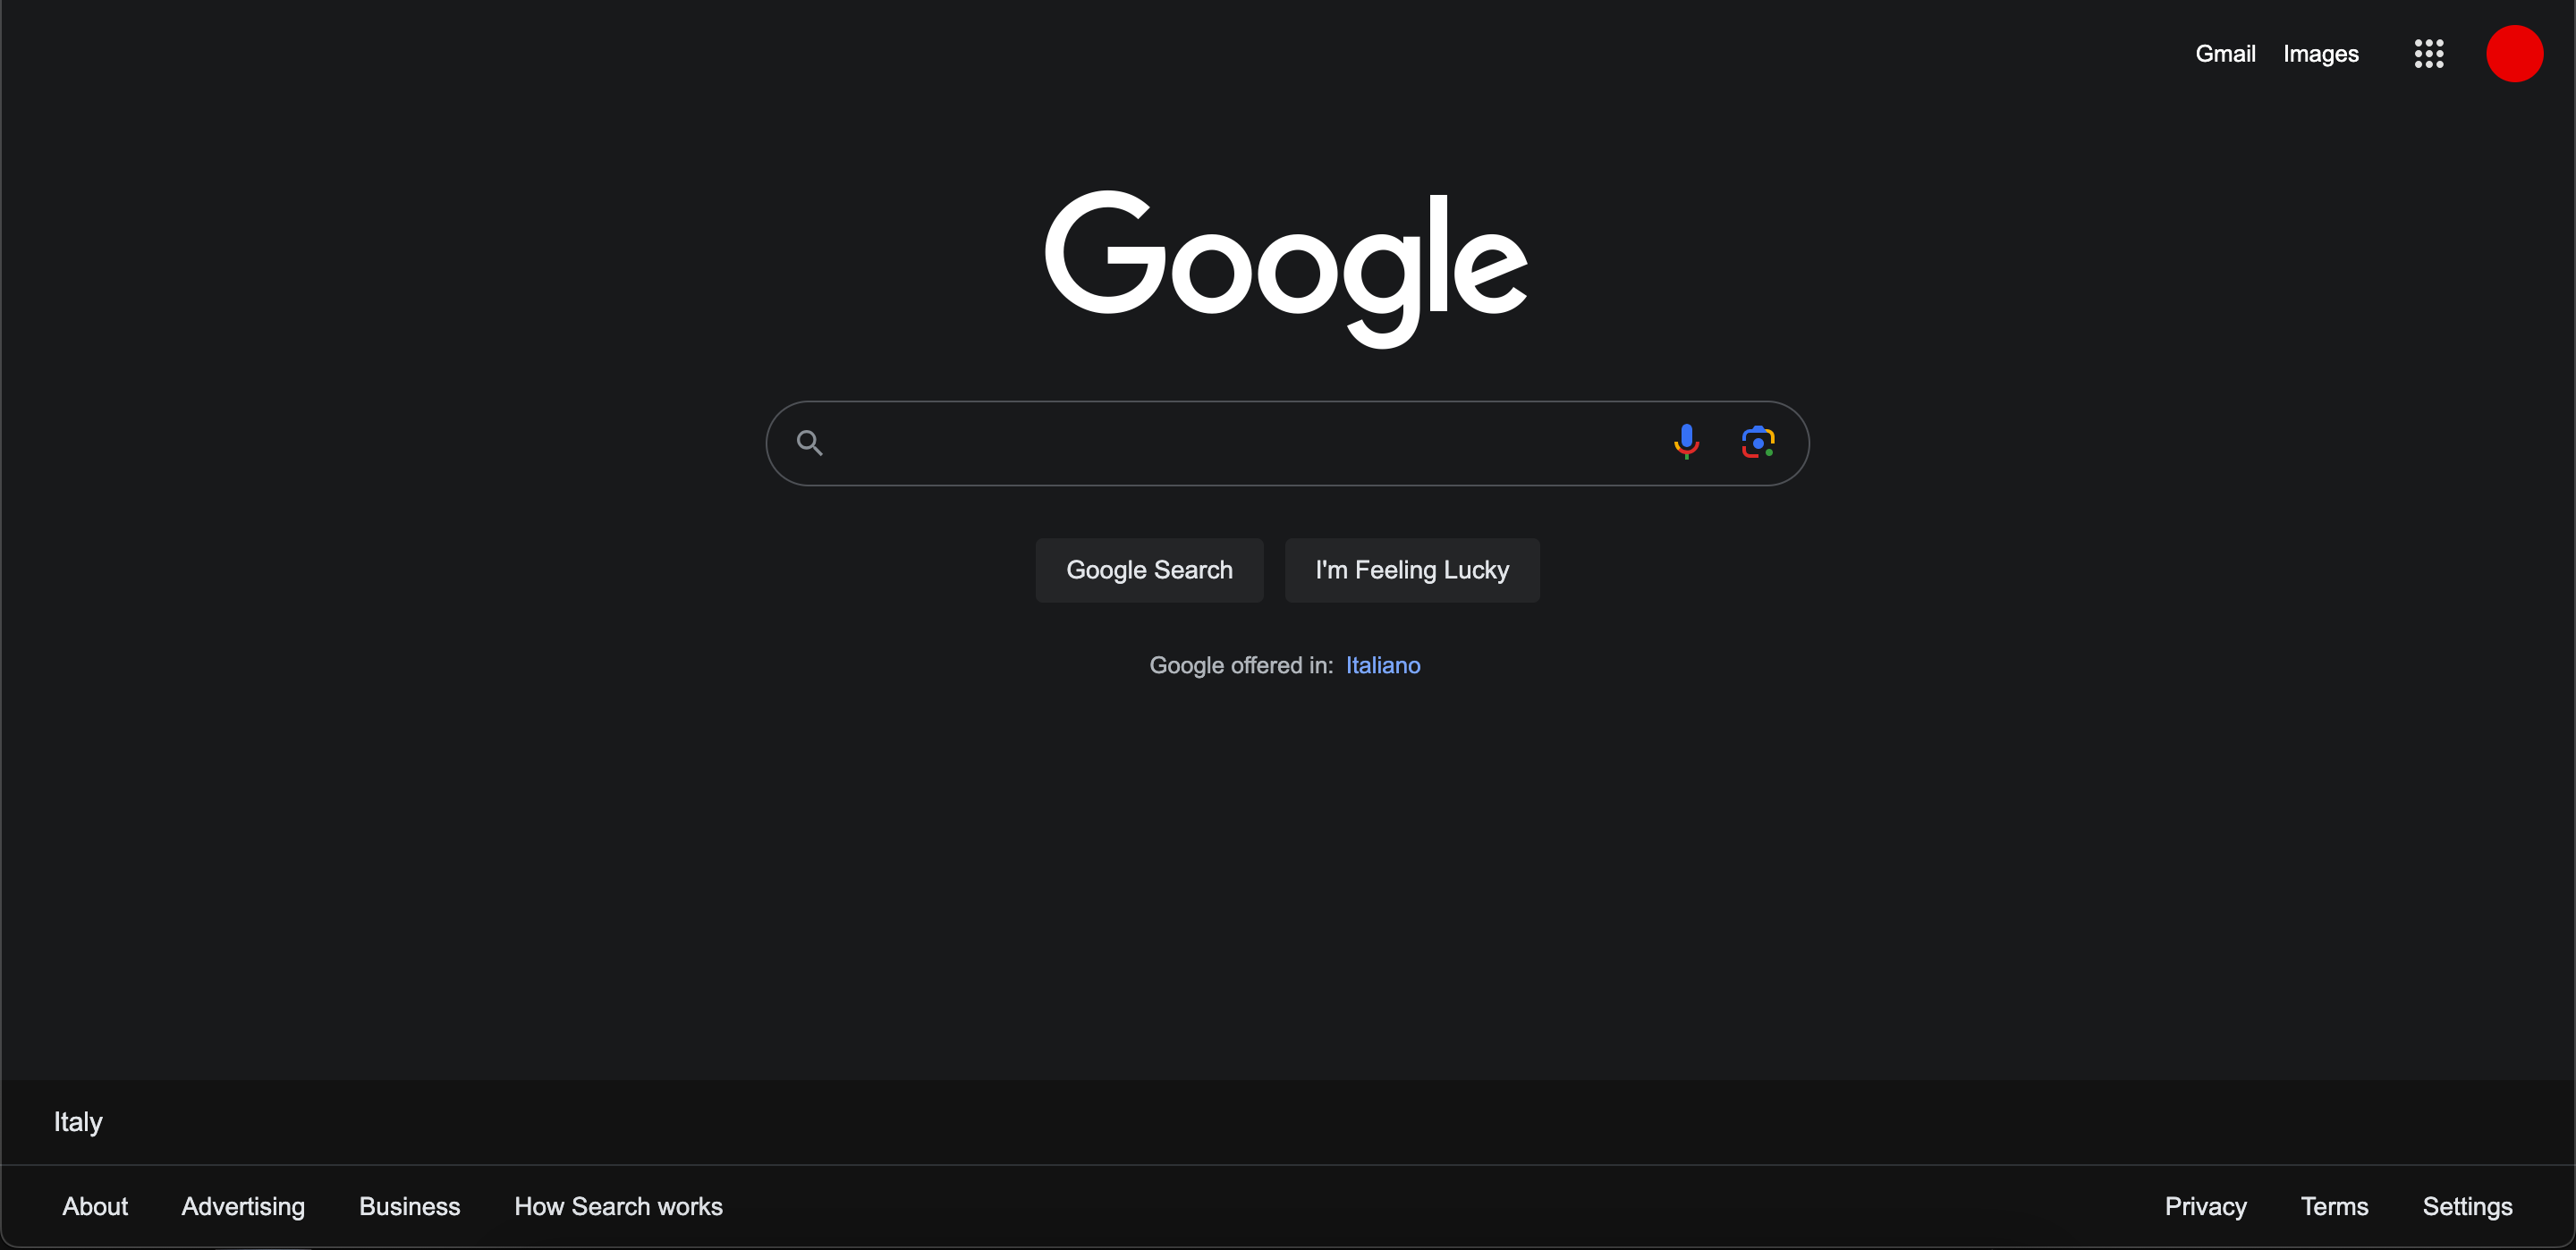 Gmail Images
Google
Google Search I'm Feeling Lucky
Google offered in: Italiano
Italy
About Advertising Business How Search works Privacy Terms Settings